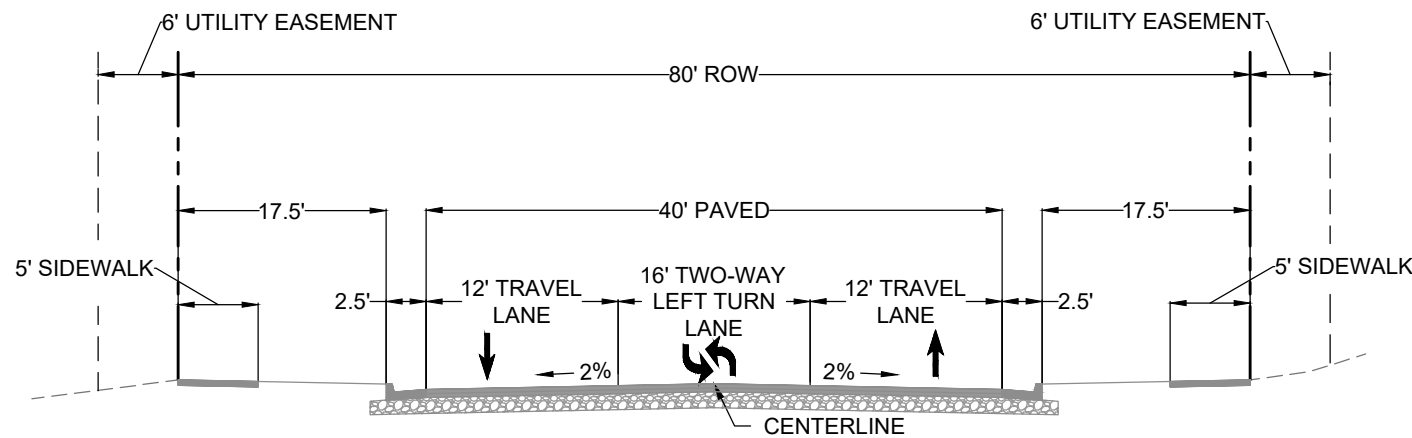 6' UTILITY EASEMENT
6' UTILITY EASEMENT
80' ROW
17.5'
40' PAVED
17.5'
5' SIDEWALK
5' SIDEWALK
2.5'
12' TRAVEL
LANE
16' TWO-WAY
LEFT TURN
LANE
12' TRAVEL
LANE
2.5'
2%
2%
CENTERLINE